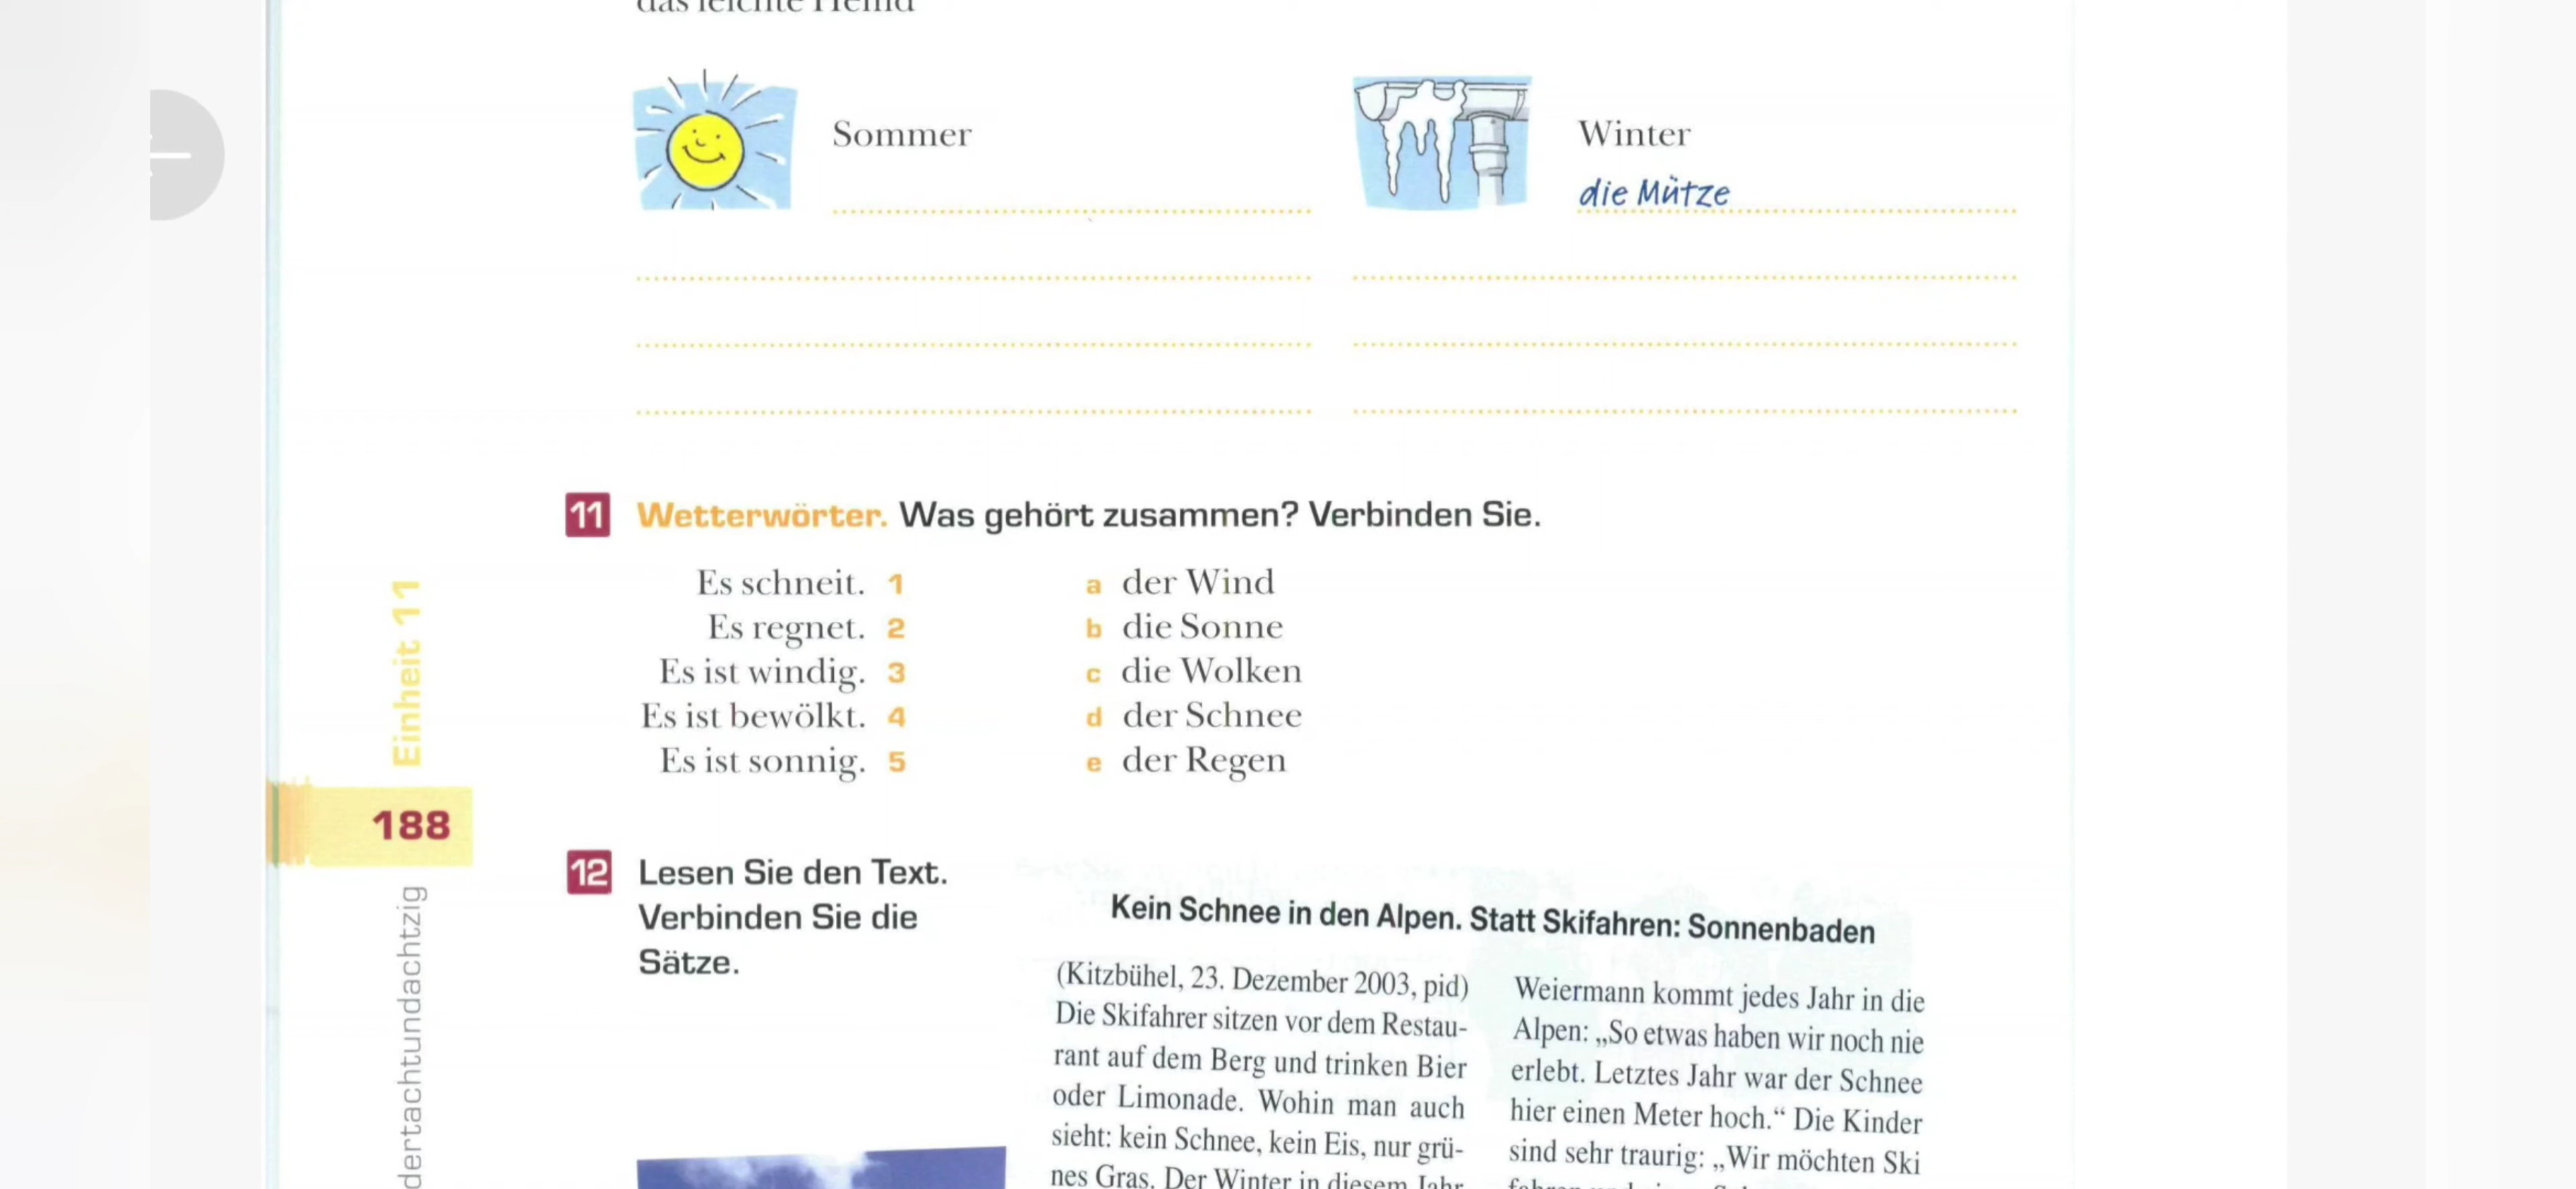 das leichte Hemd
Sommer
Winter
die Mütze
11 Wetterwörter. Was gehört zusammen? Verbinden Sie.
Es schneit. 1
a der Wind
Es regnet. 2
b die Sonne
Es ist windig. 3
c die Wolken
Es ist bewölkt. 4
d der Schnee
Es ist sonnig. 5
e der Regen
Einheit 11
188
dertachtundachtzig
12 Lesen Sie den Text.
Verbinden Sie die
Sätze.
Kein Schnee in den Alpen. Statt Skifahren: Sonnenbaden
(Kitzbühel, 23. Dezember 2003, pid)
Die Skifahrer sitzen vor dem Restau-
rant auf dem Berg und trinken Bier
oder Limonade. Wohin man auch
sieht: kein Schnee, kein Eis, nur grü-
nes Gras. Der Winter in diesem Jahr
Weiermann kommt jedes Jahr in die
Alpen: „So etwas haben wir noch nie
erlebt. Letztes Jahr war der Schnee
hier einen Meter hoch.“ Die Kinder
sind sehr traurig: „Wir möchten Ski